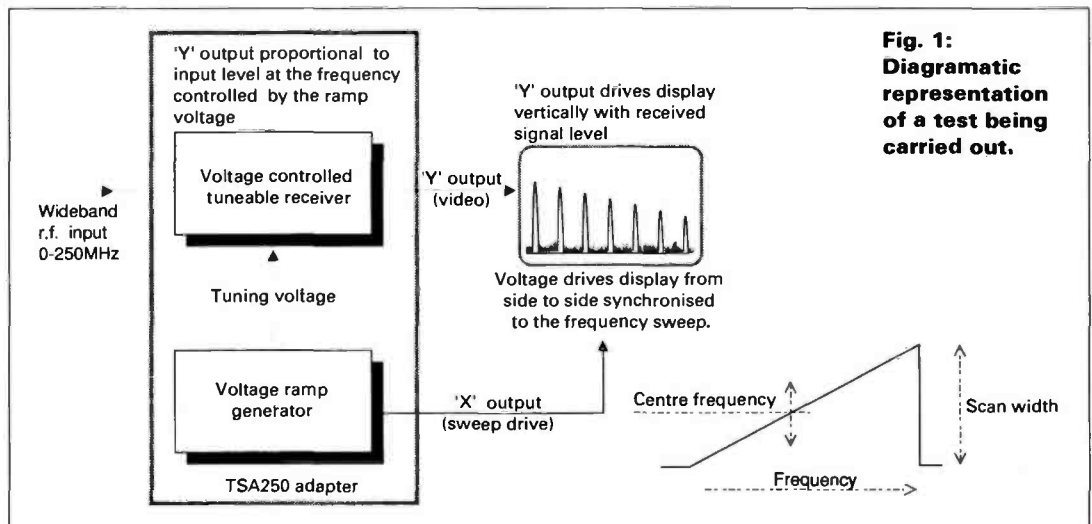 Fig. 1:
Diagramatic
representation
of a test being
carried out.
'Y' output proportional to
input level at the frequency
controlled by the ramp
voltage
Voltage controlled
tuneable receiver
Wideband
r.f. input
0-250MHz
Tuning voltage
Voltage ramp
generator
TSA250 adapter
'Y' output
(video)
'X' output
(sweep drive)
'Y' output drives display
vertically with received
signal level
Voltage drives display from
side to side synchronised
to the frequency sweep.
Centre frequency
Scan width
Frequency